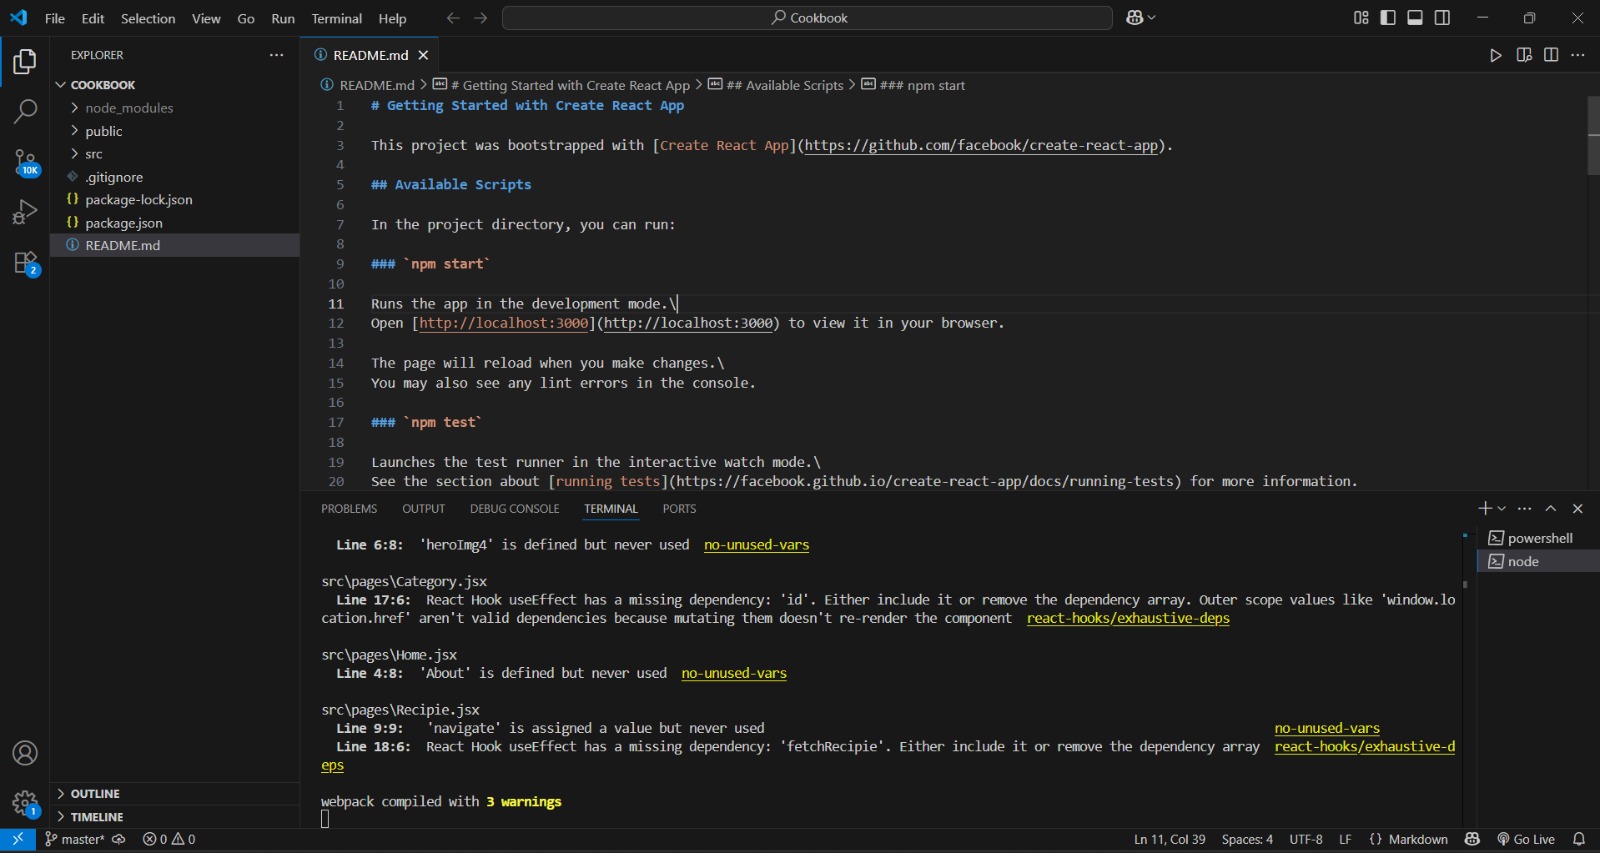 File Edit Selection View Go Run Terminal Help Cookbook
EXPLORER
COOKBOOK
node_modules
public
src
.gitignore
{} package-lock.json
{} package.json
README.md
10K
2
1
OUTLINE
TIMELINE
README.md
README.md > # Getting Started with Create React App > ## Available Scripts > ### npm start
1 # Getting Started with Create React App
2
3 This project was bootstrapped with [Create React App](https://github.com/facebook/create-react-app).
4
5 ## Available Scripts
6
7 In the project directory, you can run:
8
9 ### `npm start`
10
11 Runs the app in the development mode.\
12 Open [http://localhost:3000](http://localhost:3000) to view it in your browser.
13
14 The page will reload when you make changes.\
15 You may also see any lint errors in the console.
16
17 ### `npm test`
18
19 Launches the test runner in the interactive watch mode.\
20 See the section about [running tests](https://facebook.github.io/create-react-app/docs/running-tests) for more information.
PROBLEMS OUTPUT DEBUG CONSOLE TERMINAL PORTS
Line 6:8: 'heroImg4' is defined but never used no-unused-vars
src\pages\Category.jsx
Line 17:6: React Hook useEffect has a missing dependency: 'id'. Either include it or remove the dependency array. Outer scope values like 'window.lo
cation.href' aren't valid dependencies because mutating them doesn't re-render the component react-hooks/exhaustive-deps
src\pages\Home.jsx
Line 4:8: 'About' is defined but never used no-unused-vars
src\pages\Recipie.jsx
Line 9:9: 'navigate' is assigned a value but never used no-unused-vars
Line 18:6: React Hook useEffect has a missing dependency: 'fetchRecipie'. Either include it or remove the dependency array react-hooks/exhaustive-d
eps
webpack compiled with 3 warnings
powershell
node
master* 0 0 Ln 11, Col 39 Spaces: 4 UTF-8 LF {} Markdown Go Live